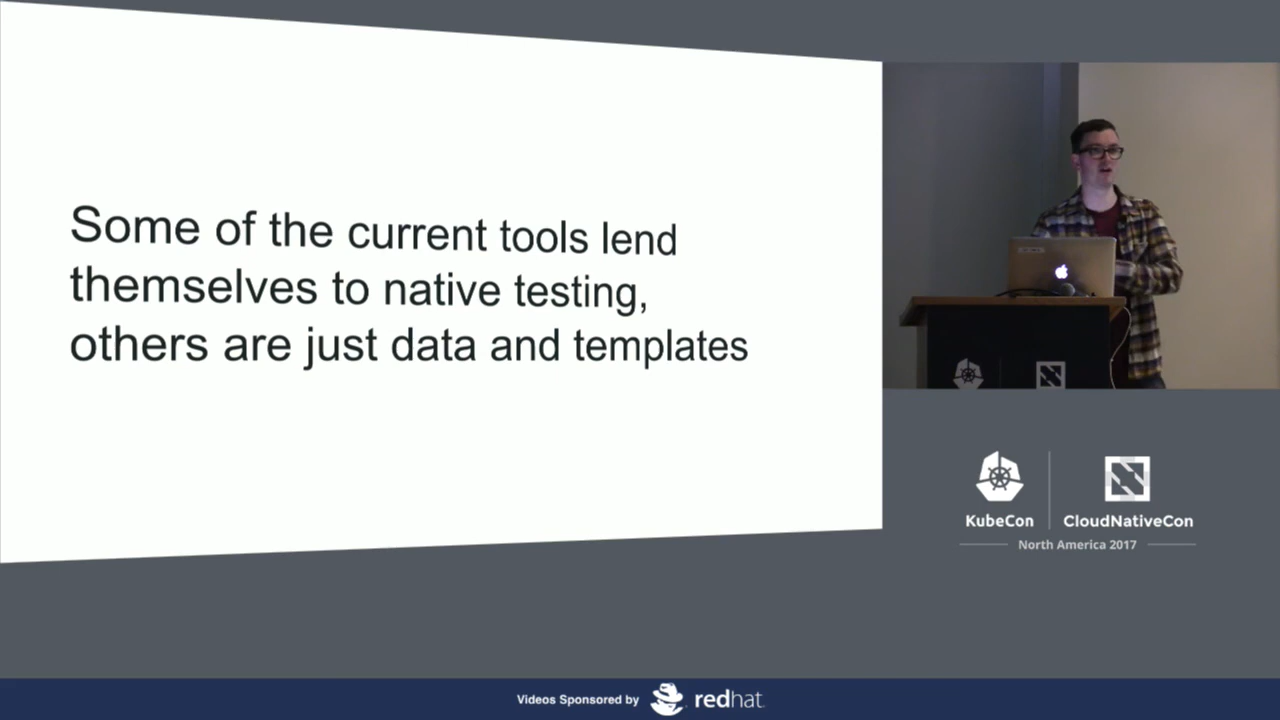 Some of the current tools lend
themselves to native testing,
others are just data and templates
KubeCon
CloudNativeCon
North America 2017
Videos Sponsored by
redhat.